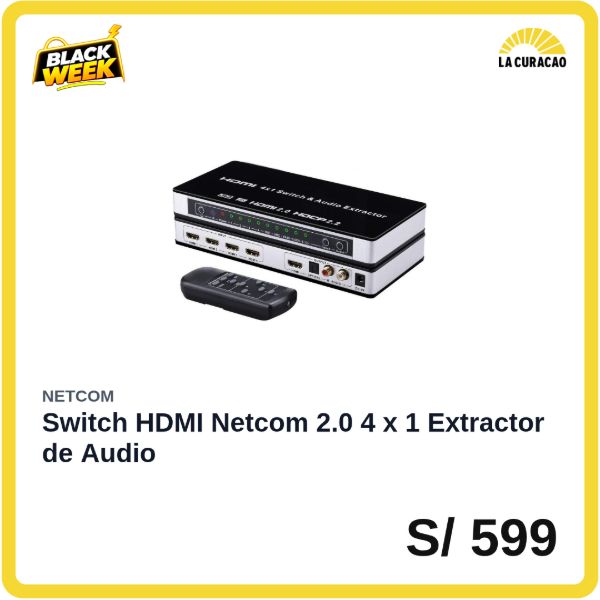 BLACK
WEEK
LA CURACAO
HDMI 4x1 Switch & Audio Extractor
HDMI 2.0 HDCP 2.2
NETCOM
Switch HDMI Netcom 2.0 4 x 1 Extractor
de Audio
S/ 599